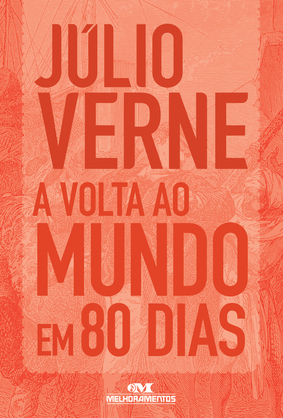 JÚLIO
VERNE
A VOLTA AO
MUNDO
EM 80 DIAS
M
MELHORAMENTOS